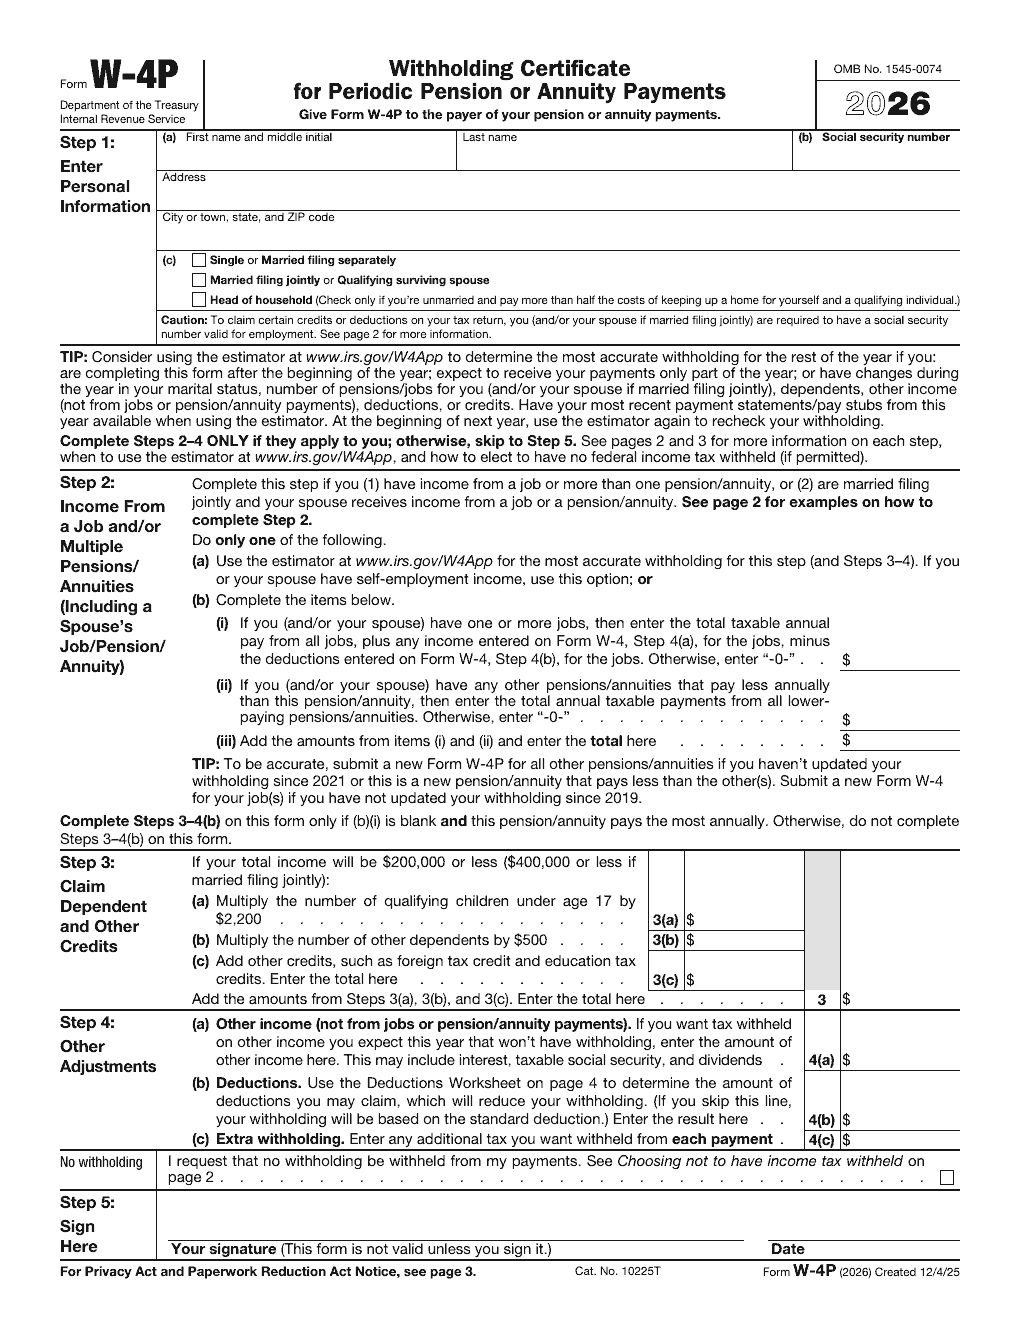 Form W-4P
Department of the Treasury
Internal Revenue Service
Withholding Certificate
for Periodic Pension or Annuity Payments
Give Form W-4P to the payer of your pension or annuity payments.
OMB No. 1545-0074
2026
Step 1:
Enter
Personal
Information
(a) First name and middle initial
Last name
(b) Social security number
Address
City or town, state, and ZIP code
(c) Single or Married filing separately
Married filing jointly or Qualifying surviving spouse
Head of household (Check only if you’re unmarried and pay more than half the costs of keeping up a home for yourself and a qualifying individual.)
Caution: To claim certain credits or deductions on your tax return, you (and/or your spouse if married filing jointly) are required to have a social security
number valid for employment. See page 2 for more information.
TIP: Consider using the estimator at www.irs.gov/W4App to determine the most accurate withholding for the rest of the year if you:
are completing this form after the beginning of the year; expect to receive your payments only part of the year; or have changes during
the year in your marital status, number of pensions/jobs for you (and/or your spouse if married filing jointly), dependents, other income
(not from jobs or pension/annuity payments), deductions, or credits. Have your most recent payment statements/pay stubs from this
year available when using the estimator. At the beginning of next year, use the estimator again to recheck your withholding.
Complete Steps 2–4 ONLY if they apply to you; otherwise, skip to Step 5. See pages 2 and 3 for more information on each step,
when to use the estimator at www.irs.gov/W4App, and how to elect to have no federal income tax withheld (if permitted).
Step 2:
Income From
a Job and/or
Multiple
Pensions/
Annuities
(Including a
Spouse’s
Job/Pension/
Annuity)
Complete this step if you (1) have income from a job or more than one pension/annuity, or (2) are married filing
jointly and your spouse receives income from a job or a pension/annuity. See page 2 for examples on how to
complete Step 2.
Do only one of the following.
(a) Use the estimator at www.irs.gov/W4App for the most accurate withholding for this step (and Steps 3–4). If you
or your spouse have self-employment income, use this option; or
(b) Complete the items below.
(i) If you (and/or your spouse) have one or more jobs, then enter the total taxable annual
pay from all jobs, plus any income entered on Form W-4, Step 4(a), for the jobs, minus
the deductions entered on Form W-4, Step 4(b), for the jobs. Otherwise, enter “-0-” . . $
(ii) If you (and/or your spouse) have any other pensions/annuities that pay less annually
than this pension/annuity, then enter the total annual taxable payments from all lower-
paying pensions/annuities. Otherwise, enter “-0-” . . . . . . . . . . . . . $
(iii) Add the amounts from items (i) and (ii) and enter the total here . . . . . . . . $
TIP: To be accurate, submit a new Form W-4P for all other pensions/annuities if you haven’t updated your
withholding since 2021 or this is a new pension/annuity that pays less than the other(s). Submit a new Form W-4
for your job(s) if you have not updated your withholding since 2019.
Complete Steps 3–4(b) on this form only if (b)(i) is blank and this pension/annuity pays the most annually. Otherwise, do not complete
Steps 3–4(b) on this form.
Step 3:
Claim
Dependent
and Other
Credits
If your total income will be $200,000 or less ($400,000 or less if
married filing jointly):
(a) Multiply the number of qualifying children under age 17 by
$2,200 . . . . . . . . . . . . . . . . . . 3(a) $
(b) Multiply the number of other dependents by $500 . . . . 3(b) $
(c) Add other credits, such as foreign tax credit and education tax
credits. Enter the total here . . . . . . . . . . . 3(c) $
Add the amounts from Steps 3(a), 3(b), and 3(c). Enter the total here . . . . . . . 3 $
Step 4:
Other
Adjustments
(a) Other income (not from jobs or pension/annuity payments). If you want tax withheld
on other income you expect this year that won’t have withholding, enter the amount of
other income here. This may include interest, taxable social security, and dividends . 4(a) $
(b) Deductions. Use the Deductions Worksheet on page 4 to determine the amount of
deductions you may claim, which will reduce your withholding. (If you skip this line,
your withholding will be based on the standard deduction.) Enter the result here . . 4(b) $
(c) Extra withholding. Enter any additional tax you want withheld from each payment . 4(c) $
No withholding
I request that no withholding be withheld from my payments. See Choosing not to have income tax withheld on
page 2 . . . . . . . . . . . . . . . . . . . . . . . . . . . . . . . . . . . .
Step 5:
Sign
Here
Your signature (This form is not valid unless you sign it.)
Date
For Privacy Act and Paperwork Reduction Act Notice, see page 3.
Cat. No. 10225T
Form W-4P (2026) Created 12/4/25